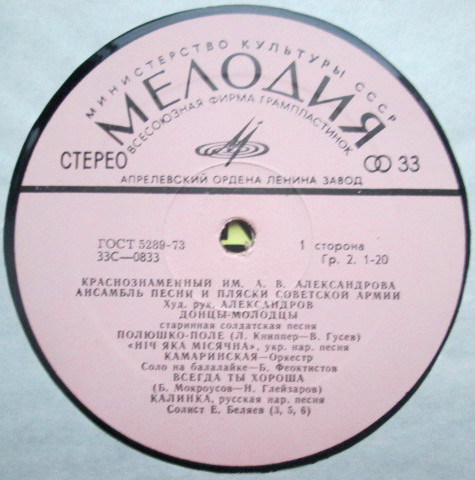 МИНИСТЕРСТВО КУЛЬТУРЫ СССР
МЕЛОДИЯ
ВСЕСОЮЗНАЯ ФИРМА ГРАМПЛАСТИНОК
СТЕРЕО 33
АПРЕЛЕВСКИЙ ОРДЕНА ЛЕНИНА ЗАВОД
ГОСТ 5289-73
33С—0833
1 сторона
Гр. 2. 1-20
КРАСНОЗНАМЕННЫЙ ИМ. А. В. АЛЕКСАНДРОВА
АНСАМБЛЬ ПЕСНИ И ПЛЯСКИ СОВЕТСКОЙ АРМИИ
Худ. рук. АЛЕКСАНДРОВ
ДОНЦЫ-МОЛОДЦЫ
старинная солдатская песня
ПОЛЮШКО-ПОЛЕ (Л. Книппер—В. Гусев)
«НІЧ ЯКА МІСЯЧНА», укр. нар. песня
КАМАРИНСКАЯ—Оркестр
Соло на балалайке—Б. Феоктистов
ВСЕГДА ТЫ ХОРОША
(Б. Мокроусов—Н. Глейзаров)
КАЛИНКА, русская нар. песня
Солист Е. Беляев (3, 5, 6)